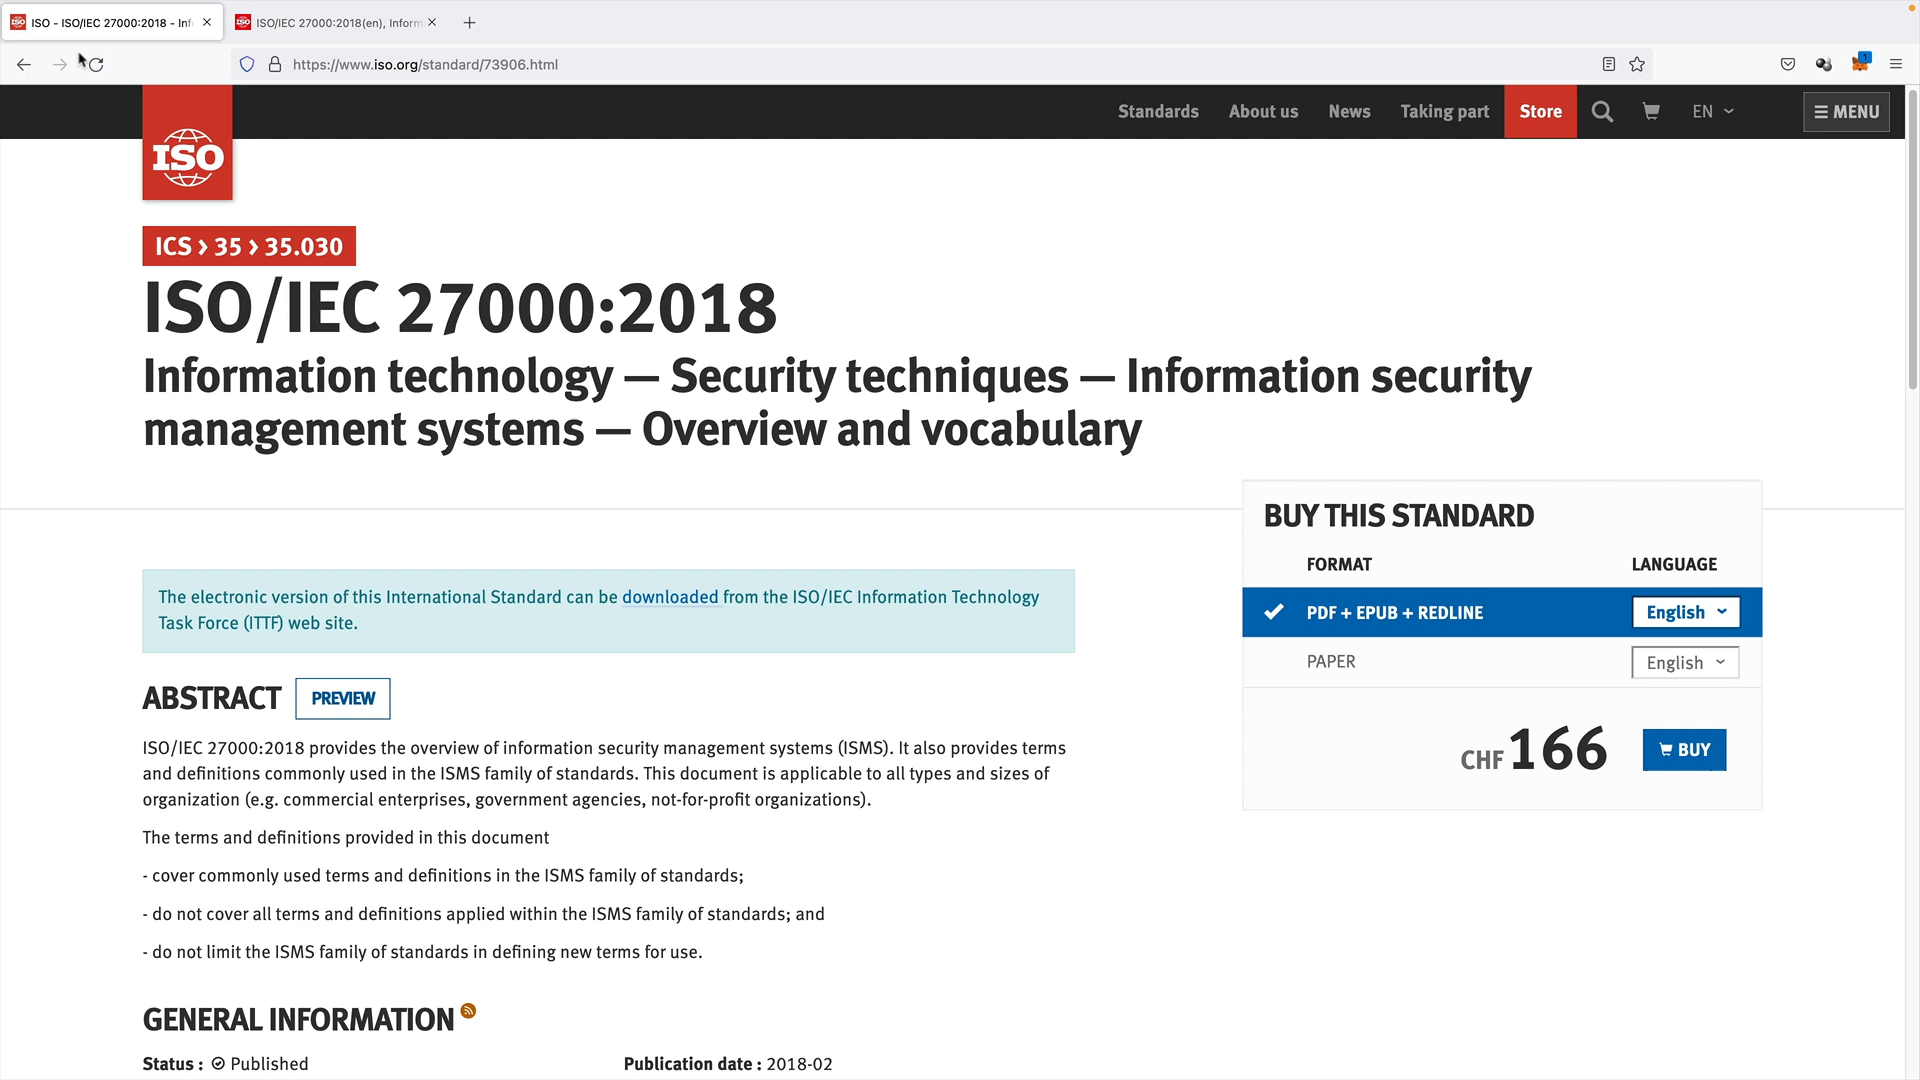 ISO - ISO/IEC 27000:2018 - Inf
ISO/IEC 27000:2018(en), Inform
https://www.iso.org/standard/73906.html
1
Standards About us News Taking part Store EN MENU
ISO
ICS › 35 › 35.030
ISO/IEC 27000:2018
Information technology — Security techniques — Information security
management systems — Overview and vocabulary
BUY THIS STANDARD
FORMAT LANGUAGE
PDF + EPUB + REDLINE English
PAPER English
CHF 166 BUY
The electronic version of this International Standard can be downloaded from the ISO/IEC Information Technology
Task Force (ITTF) web site.
ABSTRACT PREVIEW
ISO/IEC 27000:2018 provides the overview of information security management systems (ISMS). It also provides terms
and definitions commonly used in the ISMS family of standards. This document is applicable to all types and sizes of
organization (e.g. commercial enterprises, government agencies, not-for-profit organizations).
The terms and definitions provided in this document
- cover commonly used terms and definitions in the ISMS family of standards;
- do not cover all terms and definitions applied within the ISMS family of standards; and
- do not limit the ISMS family of standards in defining new terms for use.
GENERAL INFORMATION
Status : Published Publication date : 2018-02